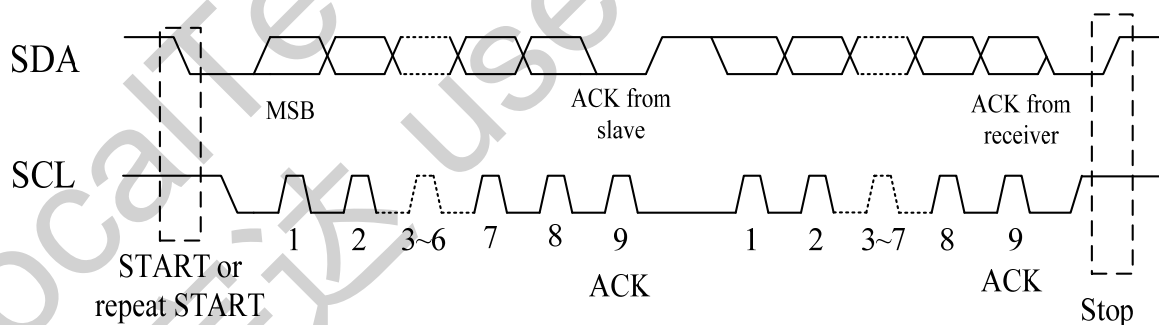 SDA
MSB
ACK from
slave
ACK from
receiver
SCL
1 2 3~6 7 8 9 1 2 3~7 8 9
START or
repeat START
ACK
ACK
Stop